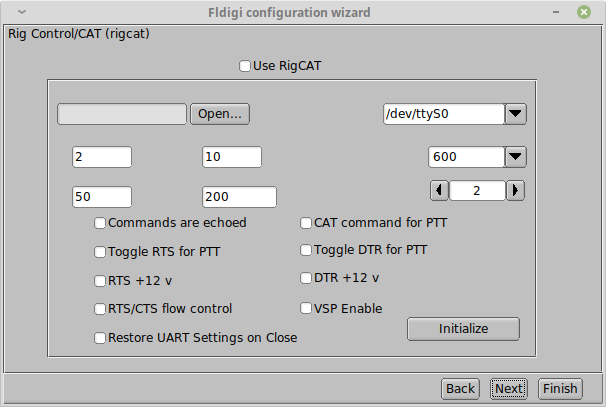 Fldigi configuration wizard
Rig Control/CAT (rigcat)
Use RigCAT
Open...
/dev/ttyS0
2
10
600
50
200
2
Commands are echoed
CAT command for PTT
Toggle RTS for PTT
Toggle DTR for PTT
RTS +12 v
DTR +12 v
RTS/CTS flow control
VSP Enable
Initialize
Restore UART Settings on Close
Back
Next
Finish